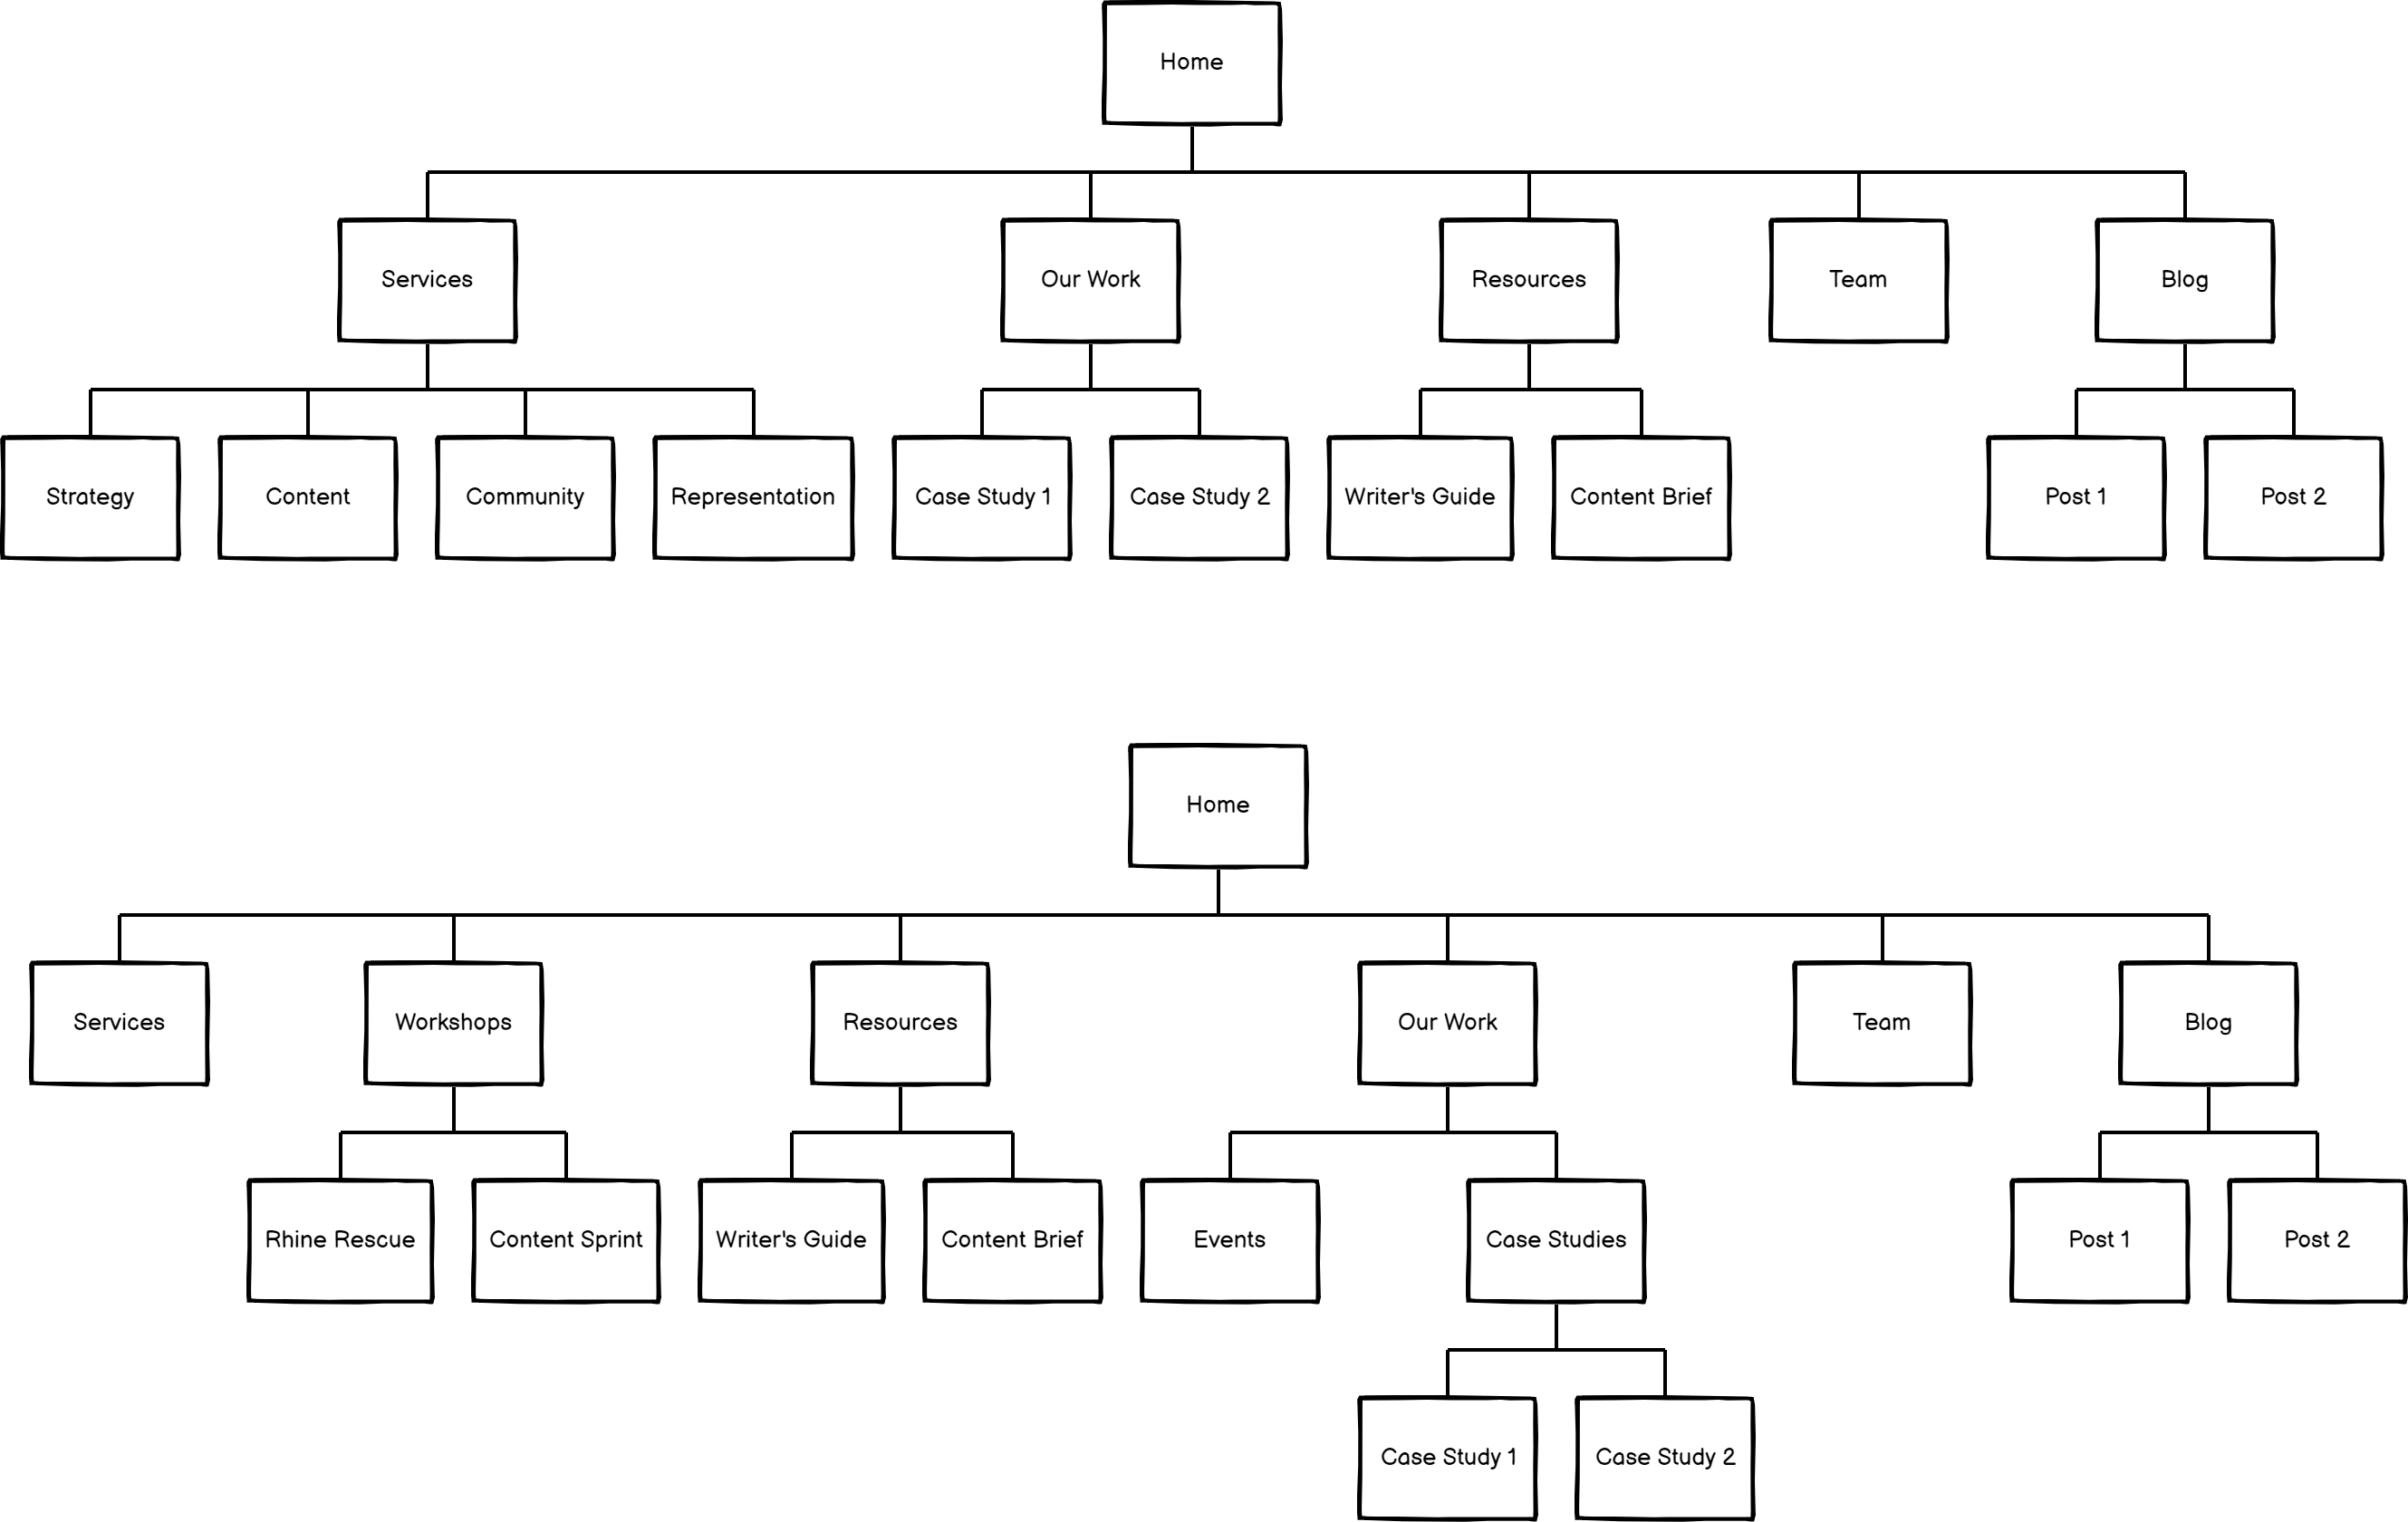 Home
Services
Our Work
Resources
Team
Blog
Strategy
Content
Community
Representation
Case Study 1
Case Study 2
Writer's Guide
Content Brief
Post 1
Post 2
Home
Services
Workshops
Resources
Our Work
Team
Blog
Rhine Rescue
Content Sprint
Writer's Guide
Content Brief
Events
Case Studies
Post 1
Post 2
Case Study 1
Case Study 2